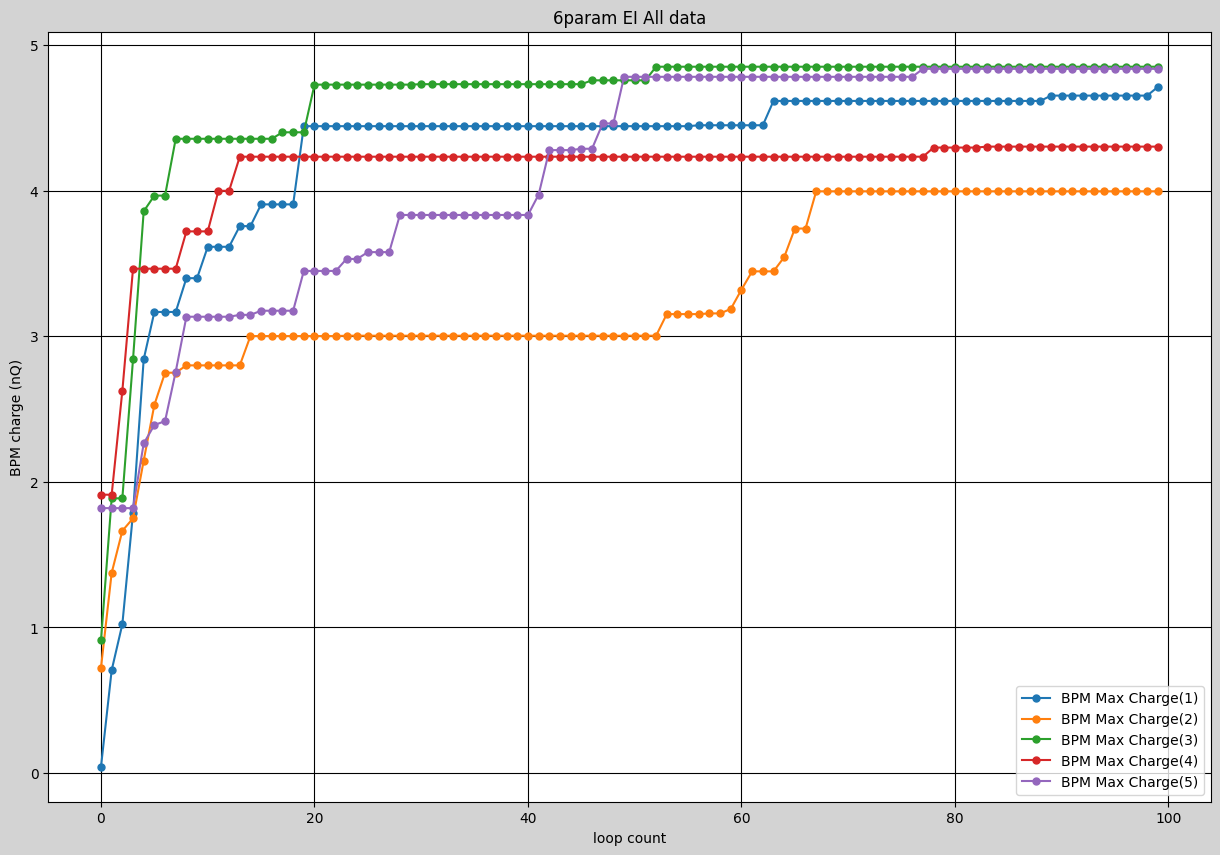 6param EI All data
5
4
3
2
1
0
BPM charge (nQ)
0 20 40 60 80 100
loop count
BPM Max Charge(1)
BPM Max Charge(2)
BPM Max Charge(3)
BPM Max Charge(4)
BPM Max Charge(5)